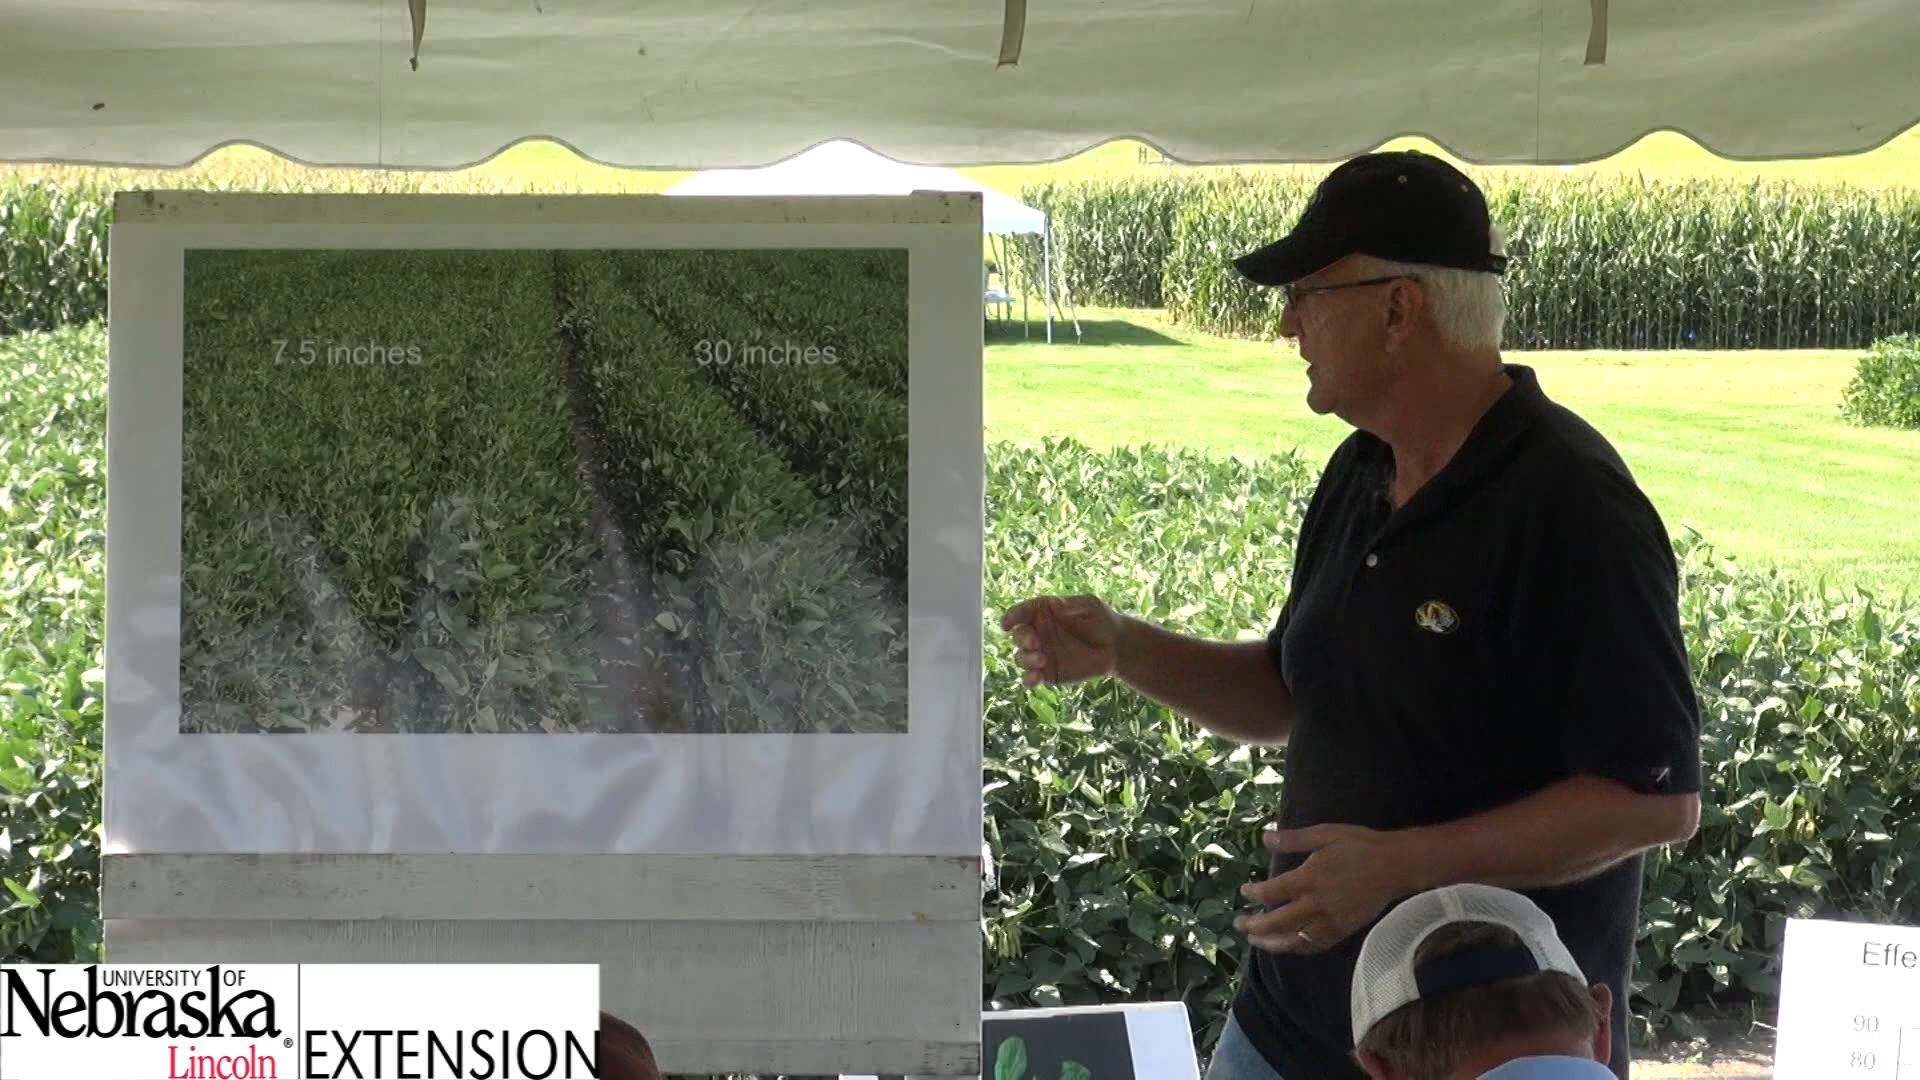 7.5 inches
30 inches
Effe
90
80
UNIVERSITY OF
Nebraska
Lincoln®
EXTENSION